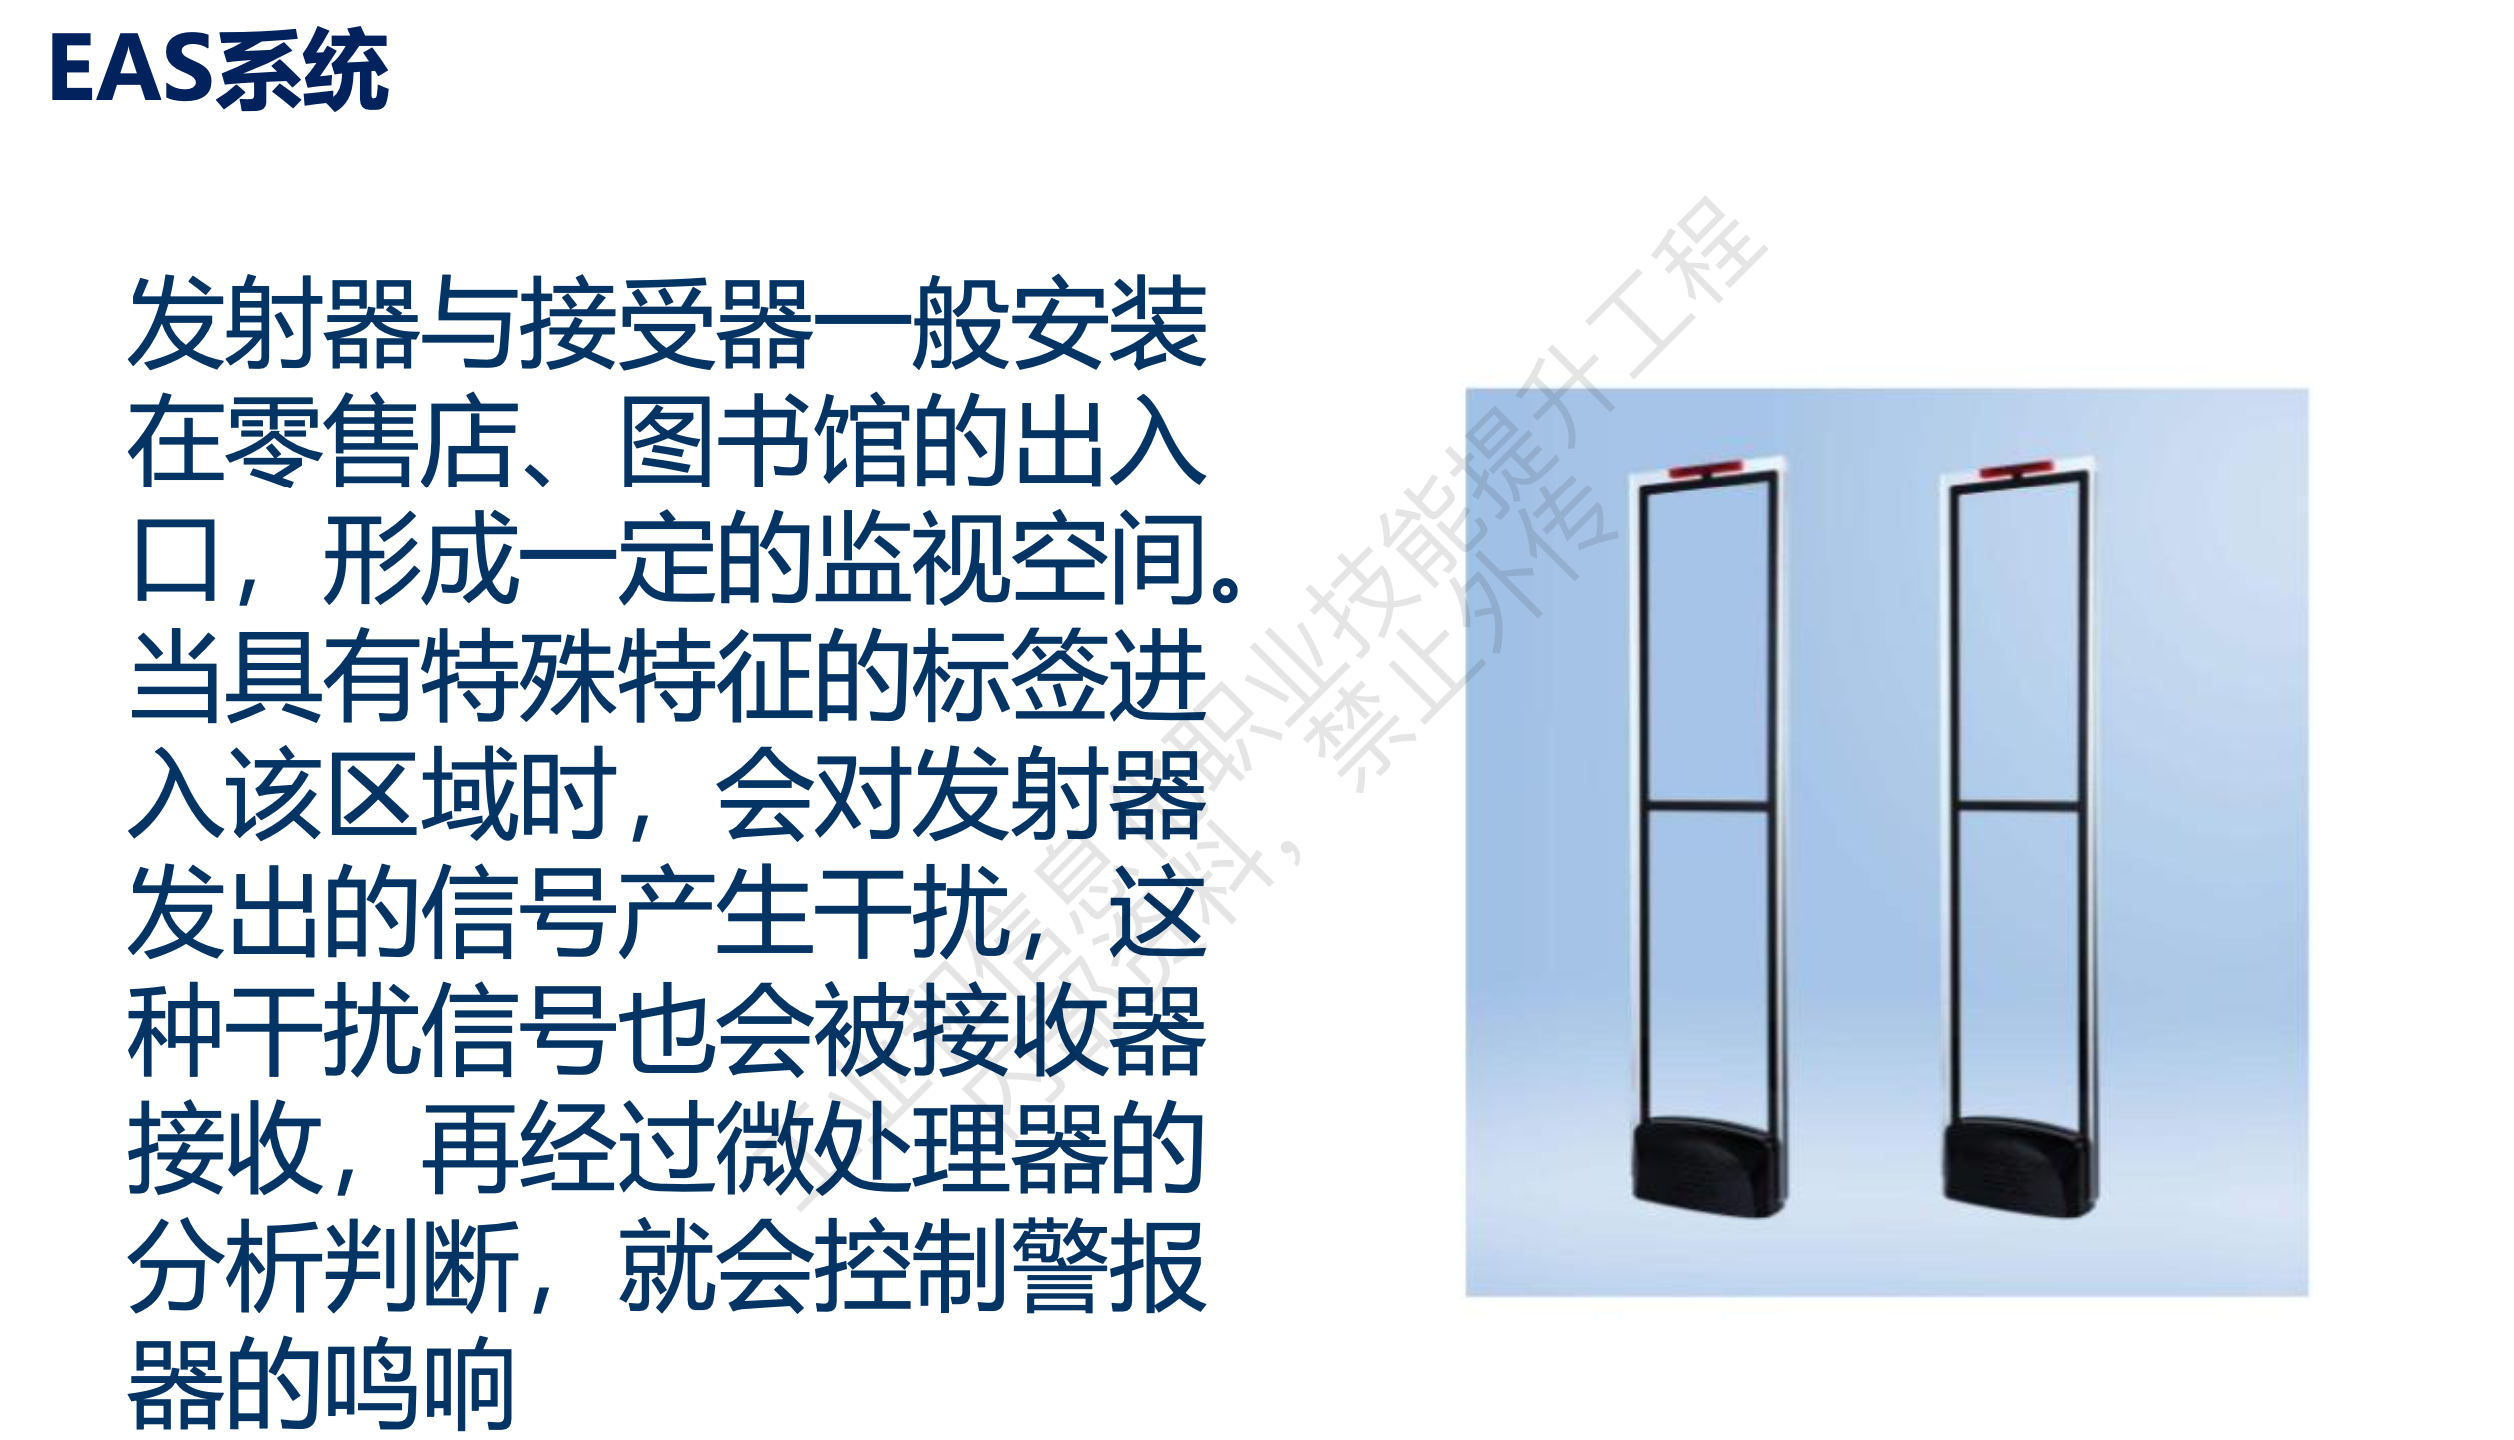 EAS系统
发射器与接受器一般安装
在零售店、图书馆的出入
口，形成一定的监视空间。
当具有特殊特征的标签进
入该区域时，会对发射器
发出的信号产生干扰，这
种干扰信号也会被接收器
接收，再经过微处理器的
分析判断，就会控制警报
器的鸣响
职业技能提升工程
内部资料，禁止外传